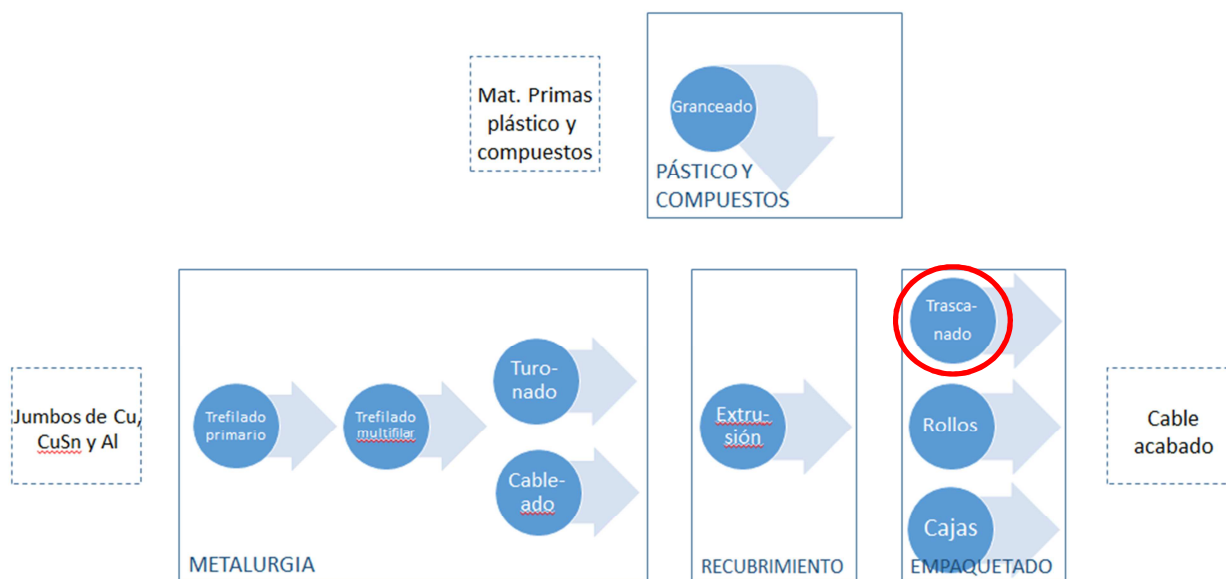 Mat. Primas
plástico y
compuestos
Granceado
PÁSTICO Y
COMPUESTOS
Jumbos de Cu,
CuSn y Al
Trefilado
primario
Trefilado
multifilar
Turo-
nado
Cable-
ado
METALURGIA
Extru-
sión
RECUBRIMIENTO
Trasca-
nado
Rollos
Cajas
EMPAQUETADO
Cable
acabado